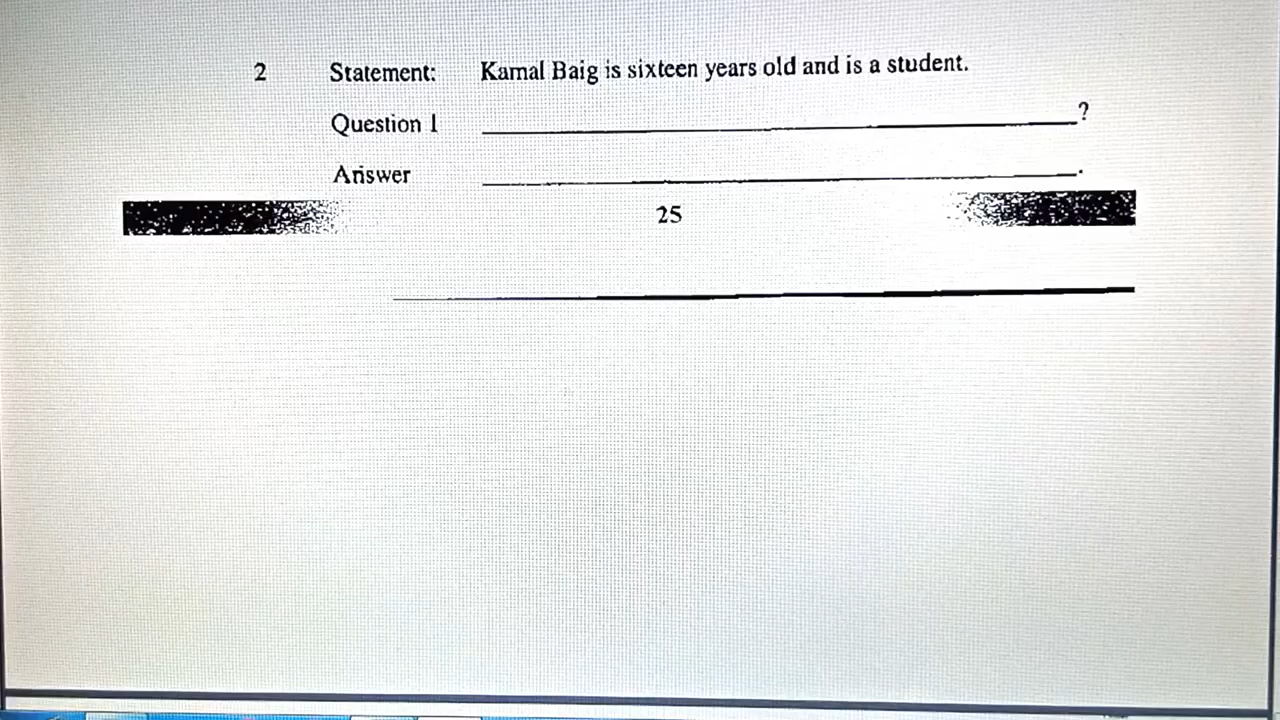 2 Statement: Kamal Baig is sixteen years old and is a student.
Question 1 ?
Answer .
25